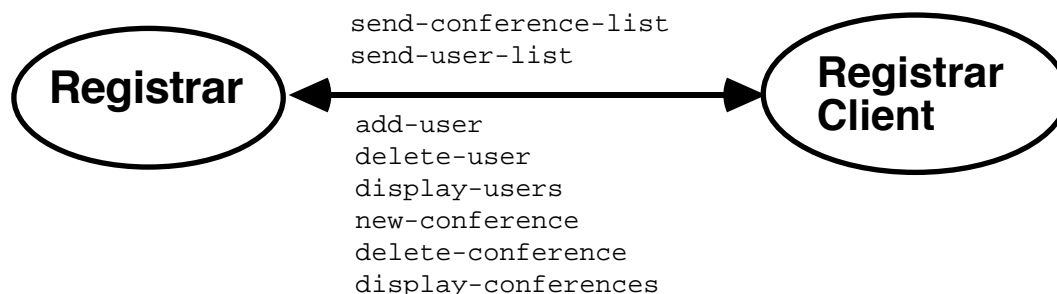 send-conference-list
send-user-list
Registrar
Registrar
Client
add-user
delete-user
display-users
new-conference
delete-conference
display-conferences